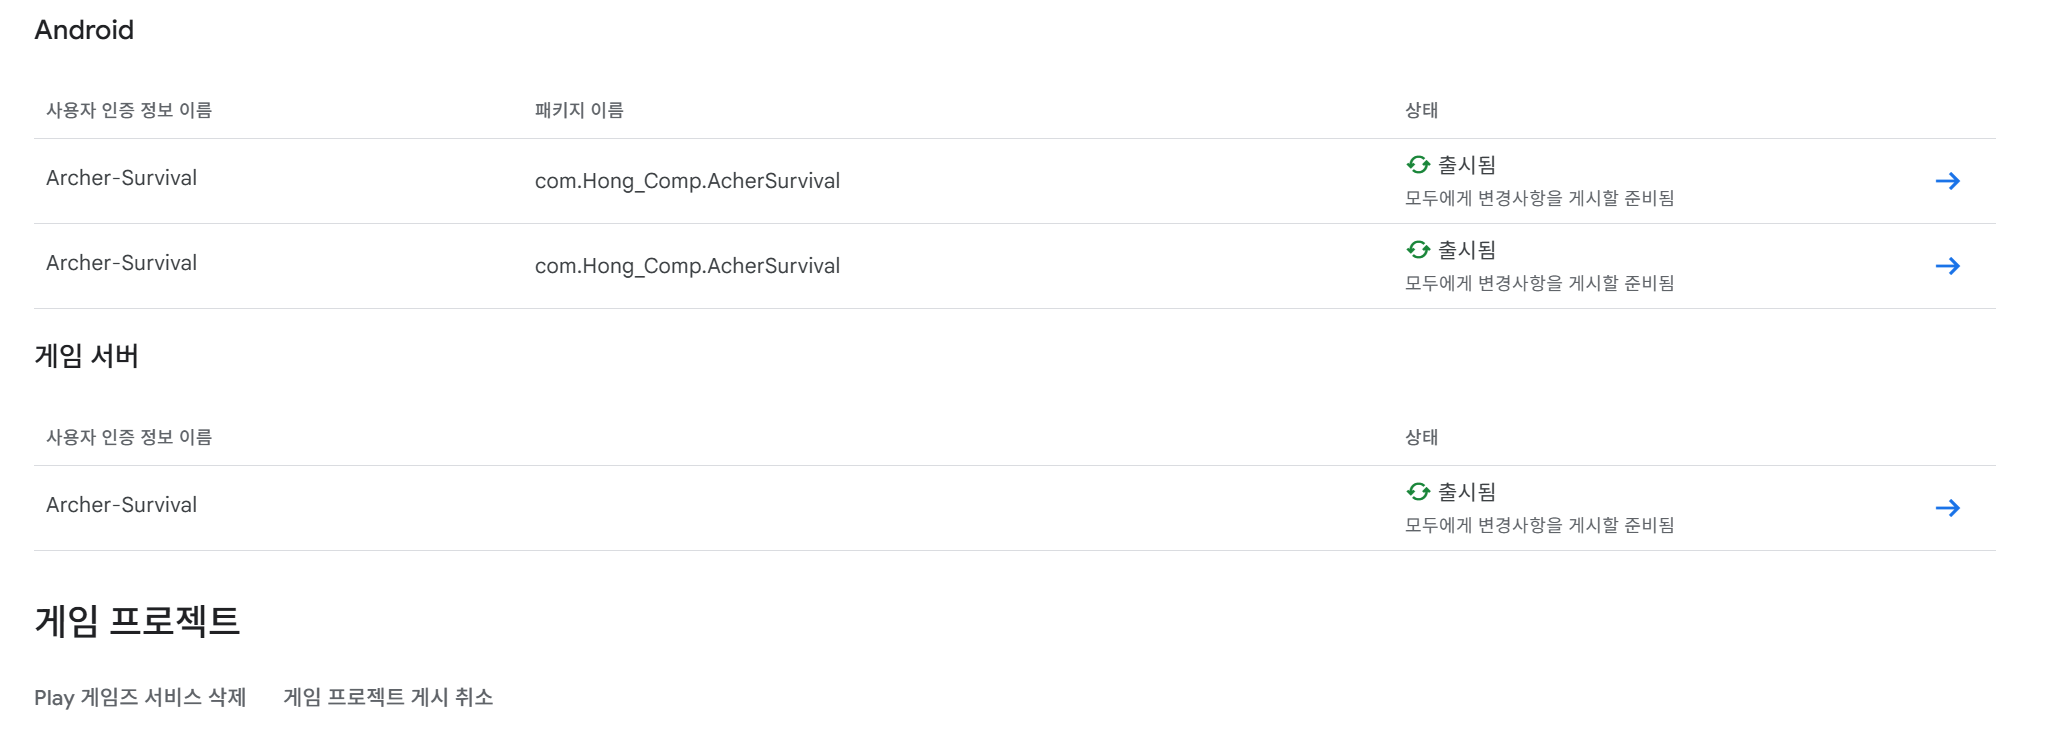 Android
사용자 인증 정보 이름 패키지 이름 상태
Archer-Survival com.Hong_Comp.AcherSurvival 출시됨
모두에게 변경사항을 게시할 준비됨
Archer-Survival com.Hong_Comp.AcherSurvival 출시됨
모두에게 변경사항을 게시할 준비됨
게임 서버
사용자 인증 정보 이름 상태
Archer-Survival 출시됨
모두에게 변경사항을 게시할 준비됨
게임 프로젝트
Play 게임즈 서비스 삭제 게임 프로젝트 게시 취소